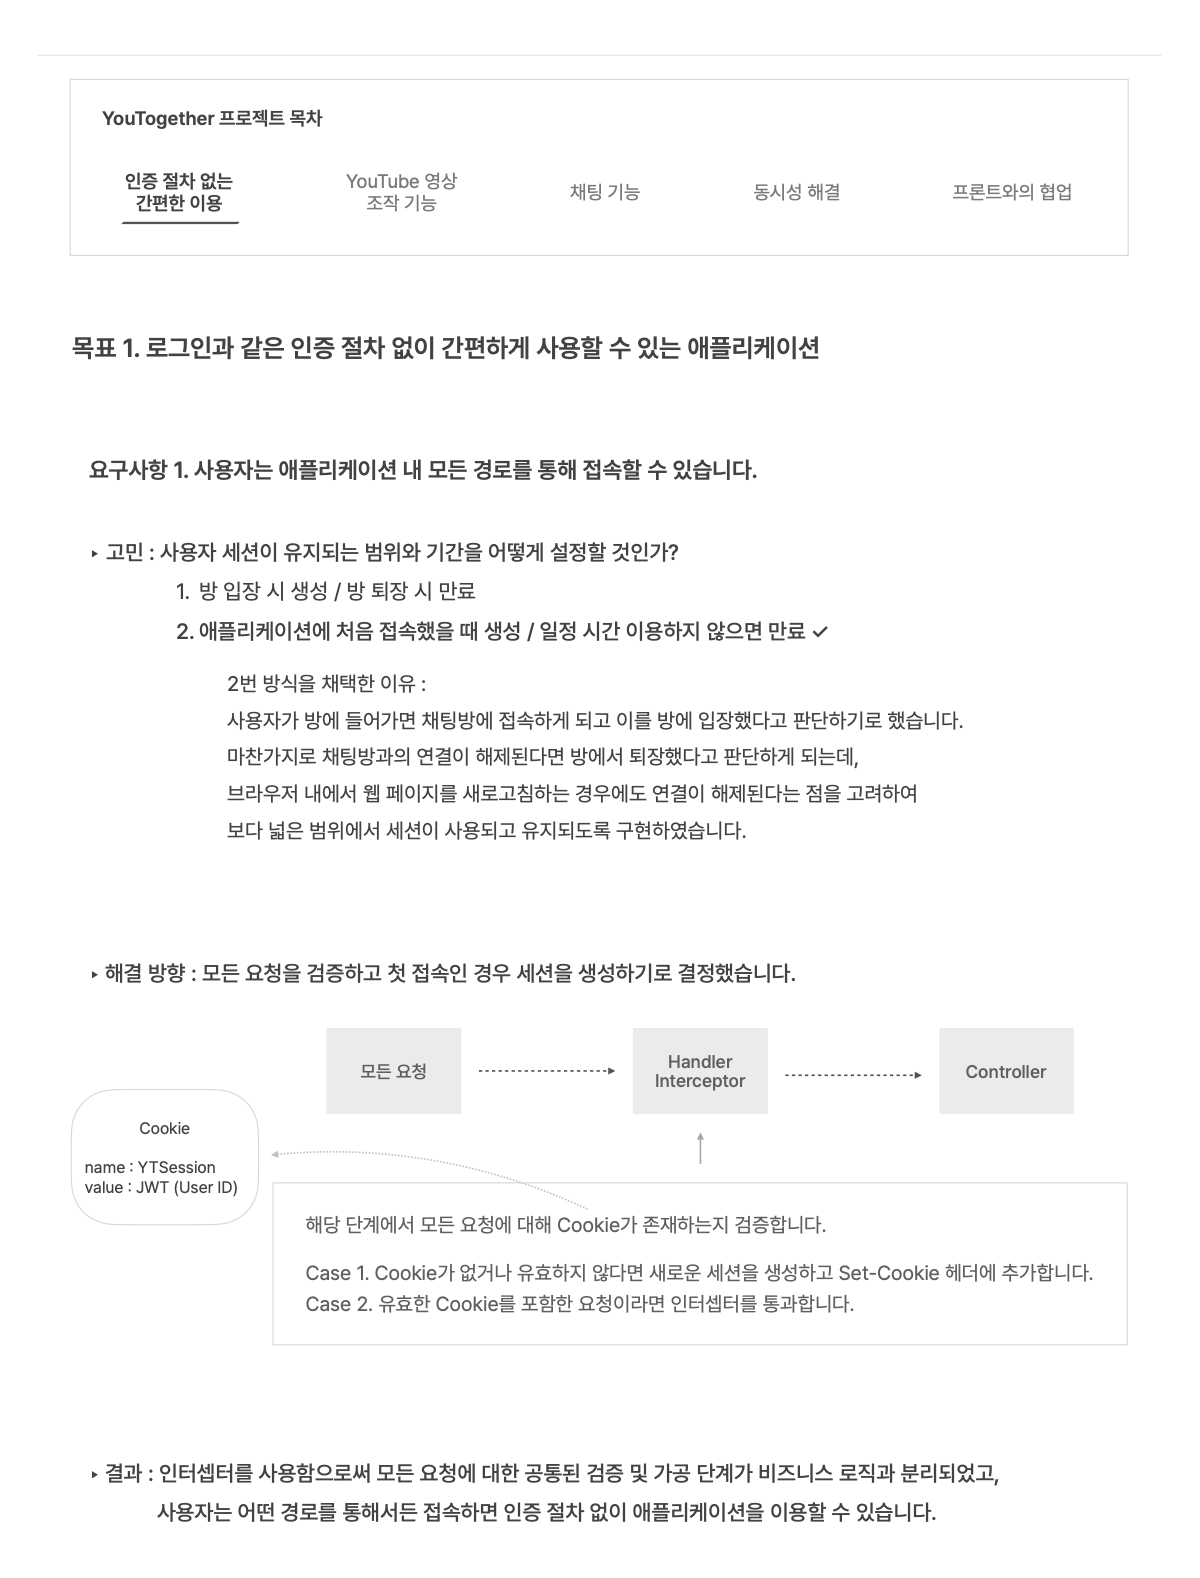 YouTogether 프로젝트 목차
인증 절차 없는
간편한 이용
YouTube 영상
조작 기능
채팅 기능
동시성 해결
프론트와의 협업
목표 1. 로그인과 같은 인증 절차 없이 간편하게 사용할 수 있는 애플리케이션
요구사항 1. 사용자는 애플리케이션 내 모든 경로를 통해 접속할 수 있습니다.
▸ 고민 : 사용자 세션이 유지되는 범위와 기간을 어떻게 설정할 것인가?
1. 방 입장 시 생성 / 방 퇴장 시 만료
2. 애플리케이션에 처음 접속했을 때 생성 / 일정 시간 이용하지 않으면 만료 ✓
2번 방식을 채택한 이유 :
사용자가 방에 들어가면 채팅방에 접속하게 되고 이를 방에 입장했다고 판단하기로 했습니다.
마찬가지로 채팅방과의 연결이 해제된다면 방에서 퇴장했다고 판단하게 되는데,
브라우저 내에서 웹 페이지를 새로고침하는 경우에도 연결이 해제된다는 점을 고려하여
보다 넓은 범위에서 세션이 사용되고 유지되도록 구현하였습니다.
▸ 해결 방향 : 모든 요청을 검증하고 첫 접속인 경우 세션을 생성하기로 결정했습니다.
모든 요청
Handler
Interceptor
Controller
Cookie
name : YTSession
value : JWT (User ID)
해당 단계에서 모든 요청에 대해 Cookie가 존재하는지 검증합니다.
Case 1. Cookie가 없거나 유효하지 않다면 새로운 세션을 생성하고 Set-Cookie 헤더에 추가합니다.
Case 2. 유효한 Cookie를 포함한 요청이라면 인터셉터를 통과합니다.
▸ 결과 : 인터셉터를 사용함으로써 모든 요청에 대한 공통된 검증 및 가공 단계가 비즈니스 로직과 분리되었고,
사용자는 어떤 경로를 통해서든 접속하면 인증 절차 없이 애플리케이션을 이용할 수 있습니다.